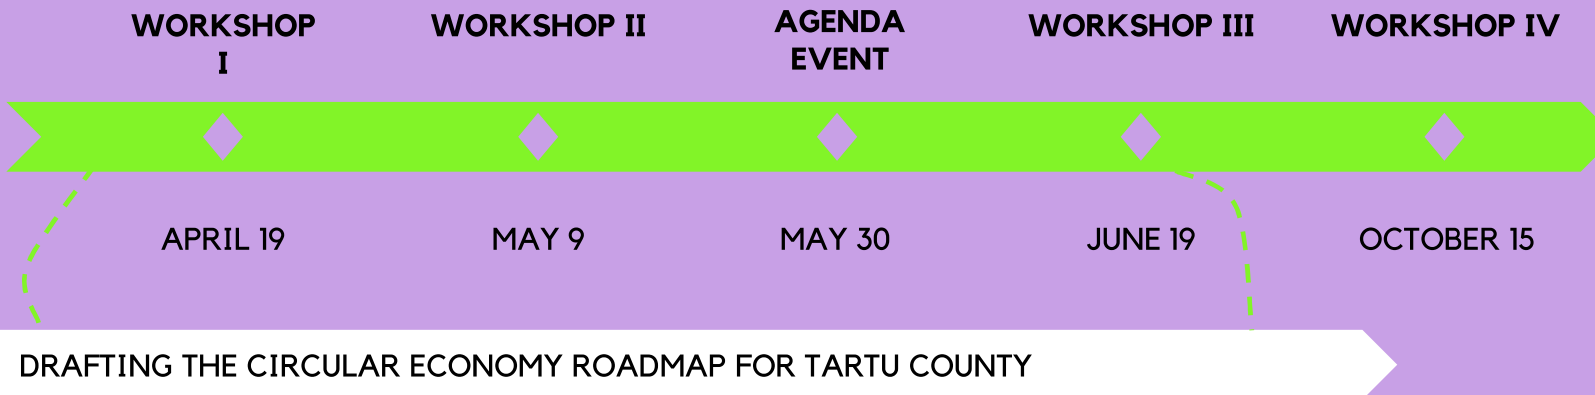 WORKSHOP
I
WORKSHOP II
AGENDA
EVENT
WORKSHOP III
WORKSHOP IV
APRIL 19
MAY 9
MAY 30
JUNE 19
OCTOBER 15
DRAFTING THE CIRCULAR ECONOMY ROADMAP FOR TARTU COUNTY